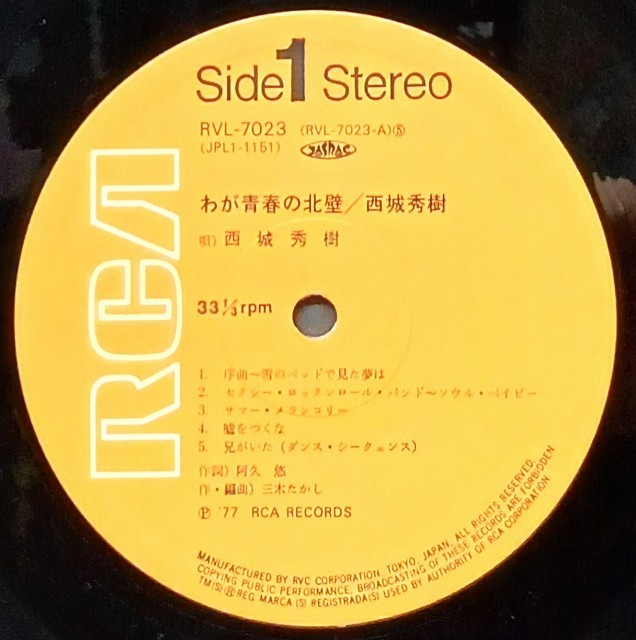 Side 1 Stereo
RVL-7023 (RVL-7023-A)Ⓢ
(JPL1-1151) JASRAC
わが青春の北壁/西城秀樹
唄) 西城秀樹
RCA
33 1/3 rpm
1. 序曲〜雪のベッドで見た夢は
2. セクシー・ロックンロール・バンド〜ソウル・ベイビー
3. サマー・メランコリー
4. 嘘をつくな
5. 兄がいた (ダンス・シークェンス)
作詞) 阿久 悠
作・編曲) 三木たかし
Ⓟ '77 RCA RECORDS
MANUFACTURED BY RVC CORPORATION, TOKYO, JAPAN. ALL RIGHTS RESERVED.
COPYING PUBLIC PERFORMANCE, BROADCASTING OF THESE RECORDS ARE FORBIDDEN.
TM(S) ® REG MARCA (S) REGISTRADA(S) USED BY AUTHORITY OF RCA CORPORATION